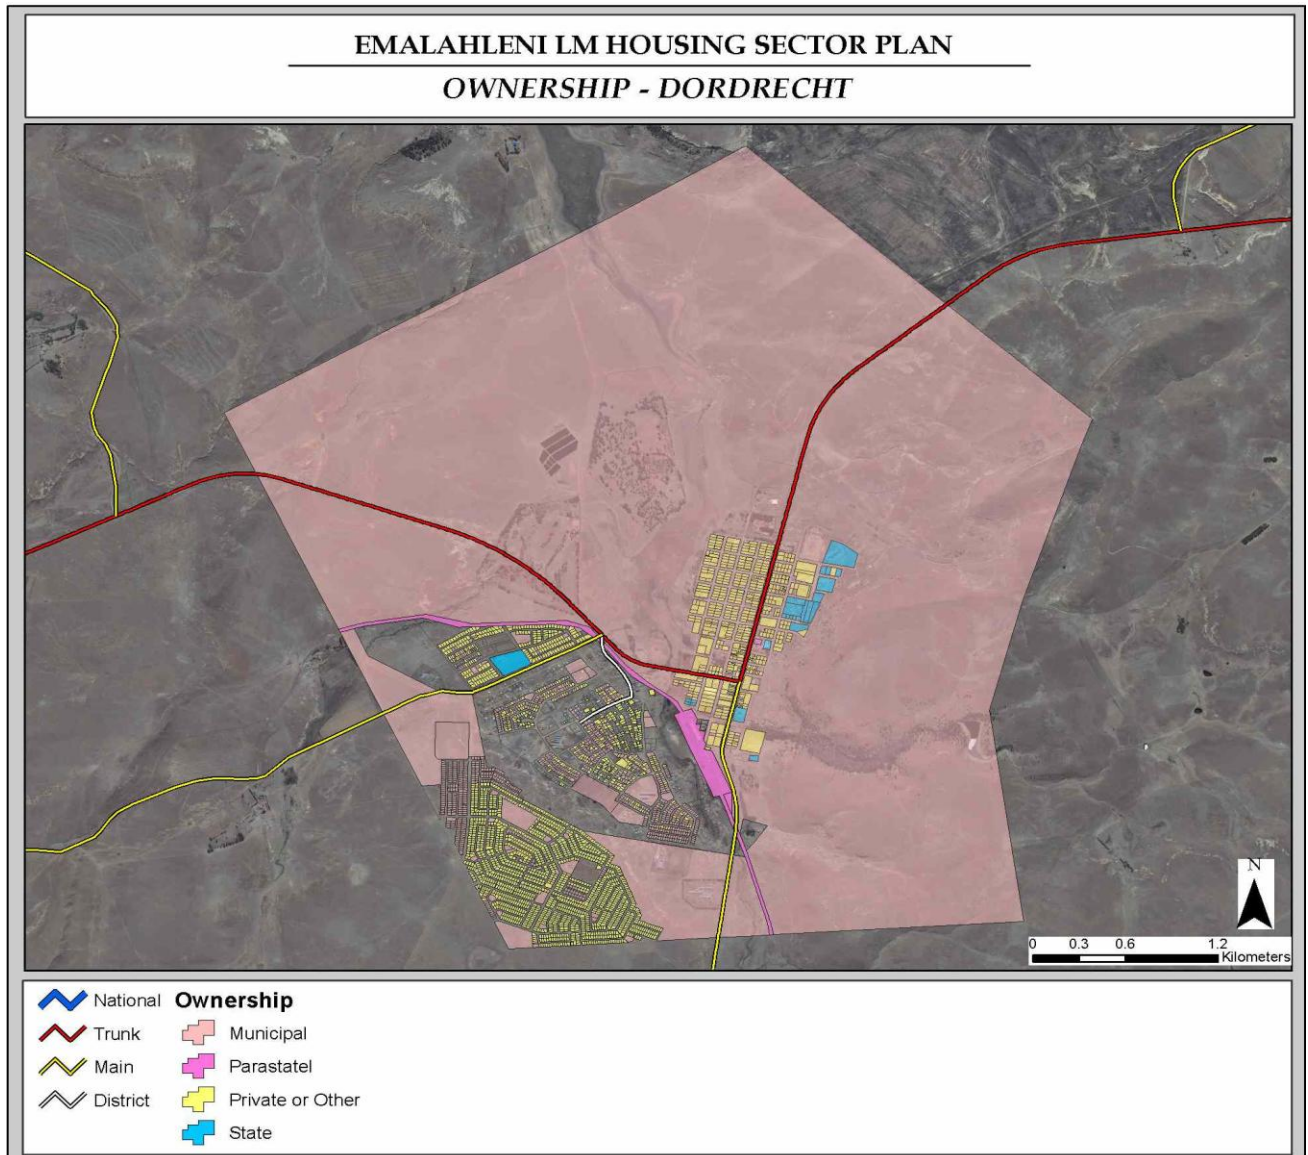 EMALAHLENI LM HOUSING SECTOR PLAN
OWNERSHIP - DORDRECHT
N
0 0.3 0.6 1.2
Kilometers
National
Trunk
Main
District
Ownership
Municipal
Parastatel
Private or Other
State